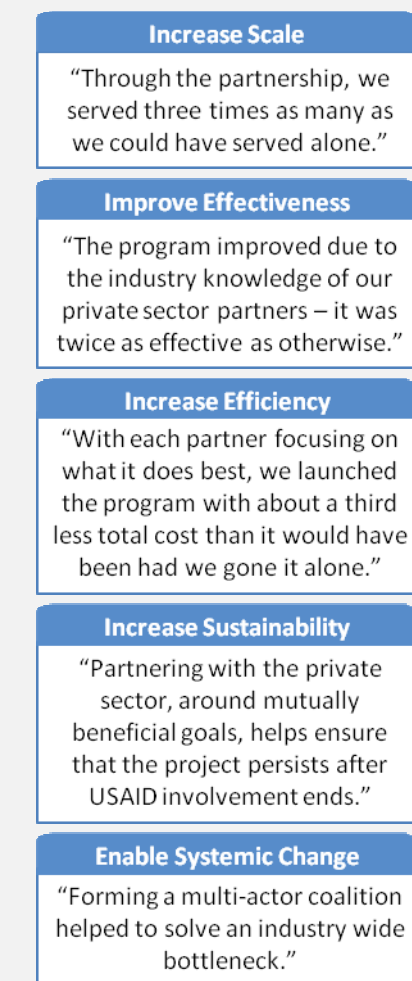 Increase Scale
“Through the partnership, we
served three times as many as
we could have served alone.”
Improve Effectiveness
“The program improved due to
the industry knowledge of our
private sector partners – it was
twice as effective as otherwise.”
Increase Efficiency
“With each partner focusing on
what it does best, we launched
the program with about a third
less total cost than it would have
been had we gone it alone.”
Increase Sustainability
“Partnering with the private
sector, around mutually
beneficial goals, helps ensure
that the project persists after
USAID involvement ends.”
Enable Systemic Change
“Forming a multi-actor coalition
helped to solve an industry wide
bottleneck.”